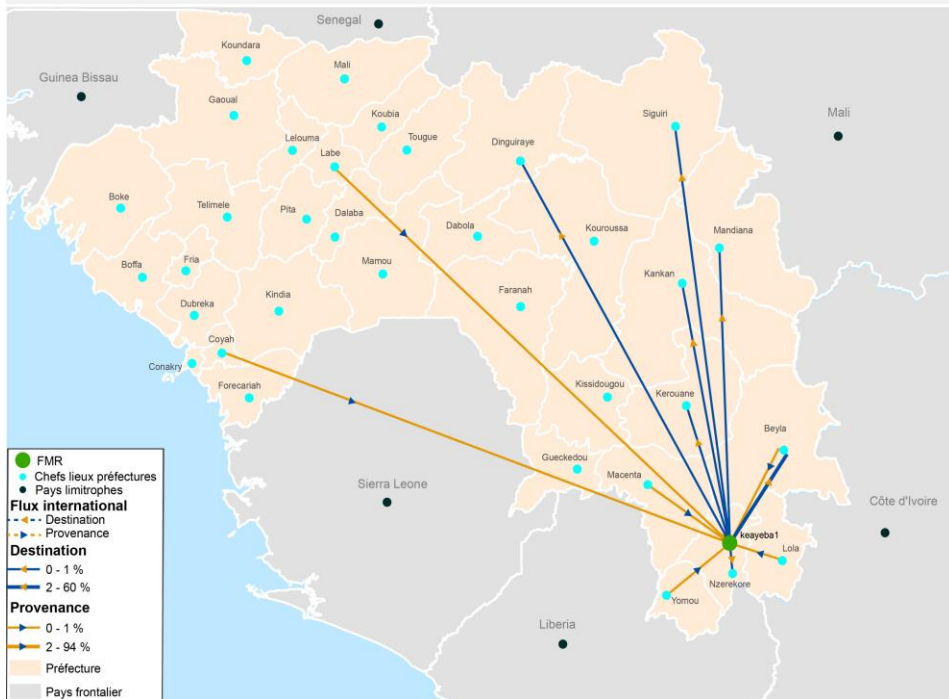 Senegal
Koundara
Mali
Guinea Bissau
Gaoual
Koubia
Siguiri
Mali
Lelouma
Tougue
Dinguiraye
Labe
Boke
Telimele
Pita
Dalaba
Dabola
Kouroussa
Mandiana
Boffa
Fria
Mamou
Kankan
Dubreka
Kindia
Faranah
Coyah
Conakry
Forecariah
Kissidougou
Kerouane
Beyla
Gueckedou
Macenta
Sierra Leone
Côte d'Ivoire
keayeba1
Lola
Nzerekore
Yomou
Liberia
FMR
Chefs lieux préfectures
Pays limitrophes
Flux international
Destination
Provenance
Destination
0 - 1 %
2 - 60 %
Provenance
0 - 1 %
2 - 94 %
Préfecture
Pays frontalier